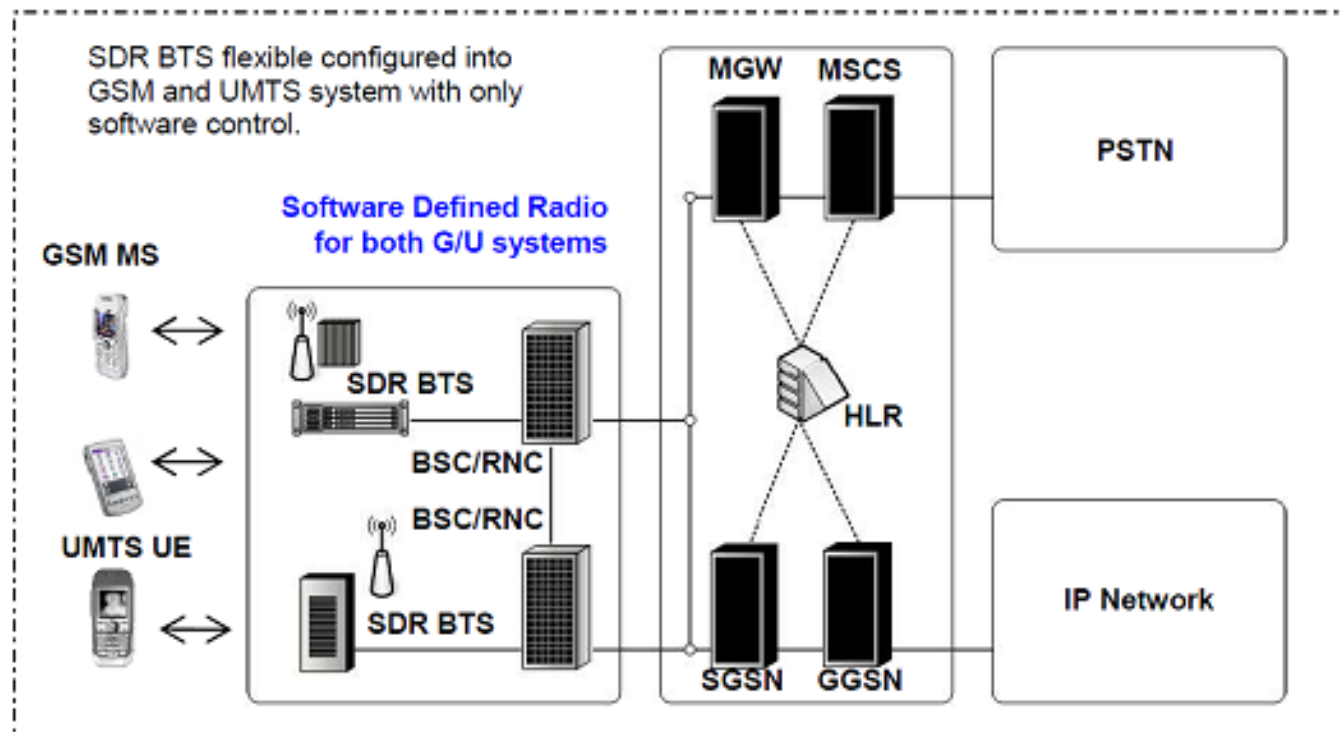 SDR BTS flexible configured into
GSM and UMTS system with only
software control.
MGW
MSCS
PSTN
Software Defined Radio
for both G/U systems
GSM MS
SDR BTS
HLR
BSC/RNC
BSC/RNC
UMTS UE
SDR BTS
IP Network
SGSN
GGSN